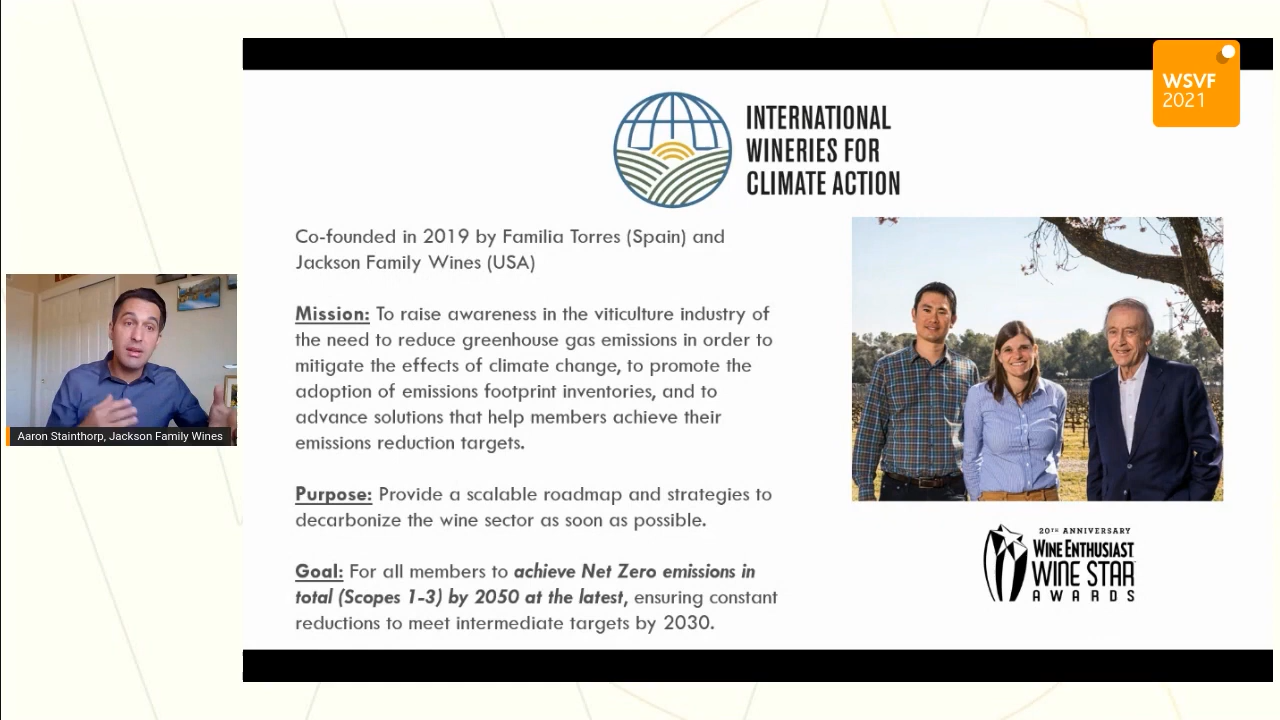 WSVF
2021
INTERNATIONAL
WINERIES FOR
CLIMATE ACTION
Co-founded in 2019 by Familia Torres (Spain) and
Jackson Family Wines (USA)
Mission: To raise awareness in the viticulture industry of
the need to reduce greenhouse gas emissions in order to
mitigate the effects of climate change, to promote the
adoption of emissions footprint inventories, and to
advance solutions that help members achieve their
emissions reduction targets.
Purpose: Provide a scalable roadmap and strategies to
decarbonize the wine sector as soon as possible.
Goal: For all members to achieve Net Zero emissions in
total (Scopes 1-3) by 2050 at the latest, ensuring constant
reductions to meet intermediate targets by 2030.
Aaron Stainthorp, Jackson Family Wines
20TH ANNIVERSARY
WINE ENTHUSIAST
WINE STAR
AWARDS